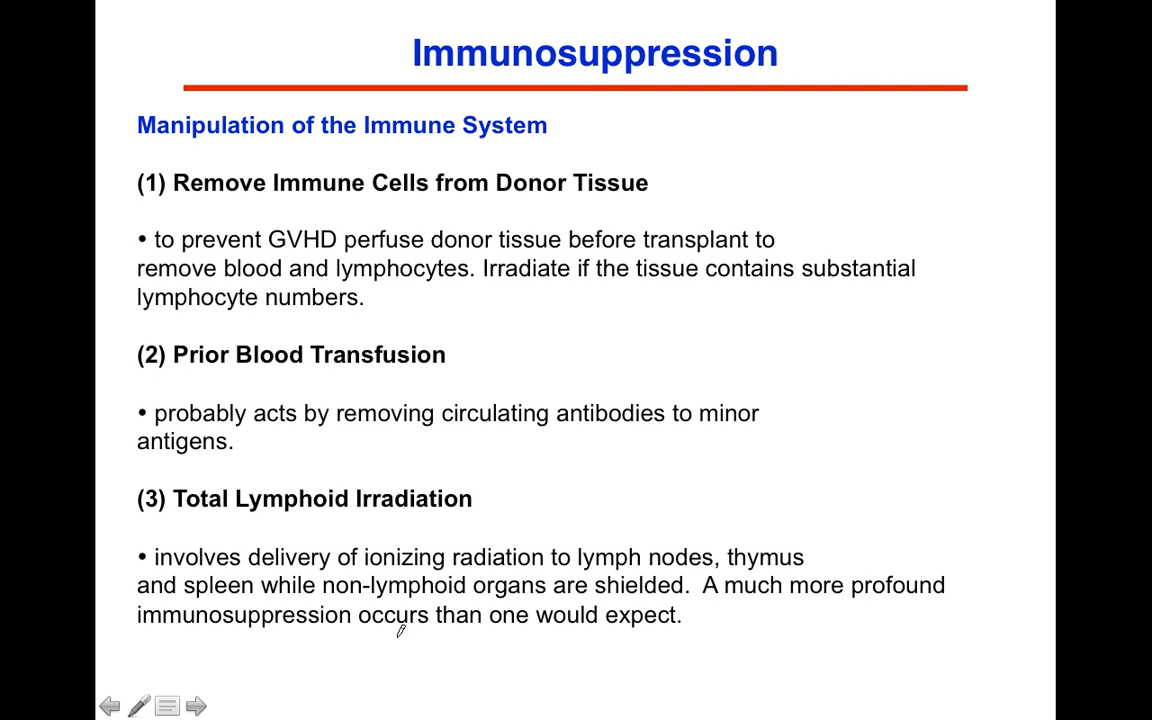 Immunosuppression
Manipulation of the Immune System
(1) Remove Immune Cells from Donor Tissue
• to prevent GVHD perfuse donor tissue before transplant to
remove blood and lymphocytes. Irradiate if the tissue contains substantial
lymphocyte numbers.
(2) Prior Blood Transfusion
• probably acts by removing circulating antibodies to minor
antigens.
(3) Total Lymphoid Irradiation
• involves delivery of ionizing radiation to lymph nodes, thymus
and spleen while non-lymphoid organs are shielded.  A much more profound
immunosuppression occurs than one would expect.